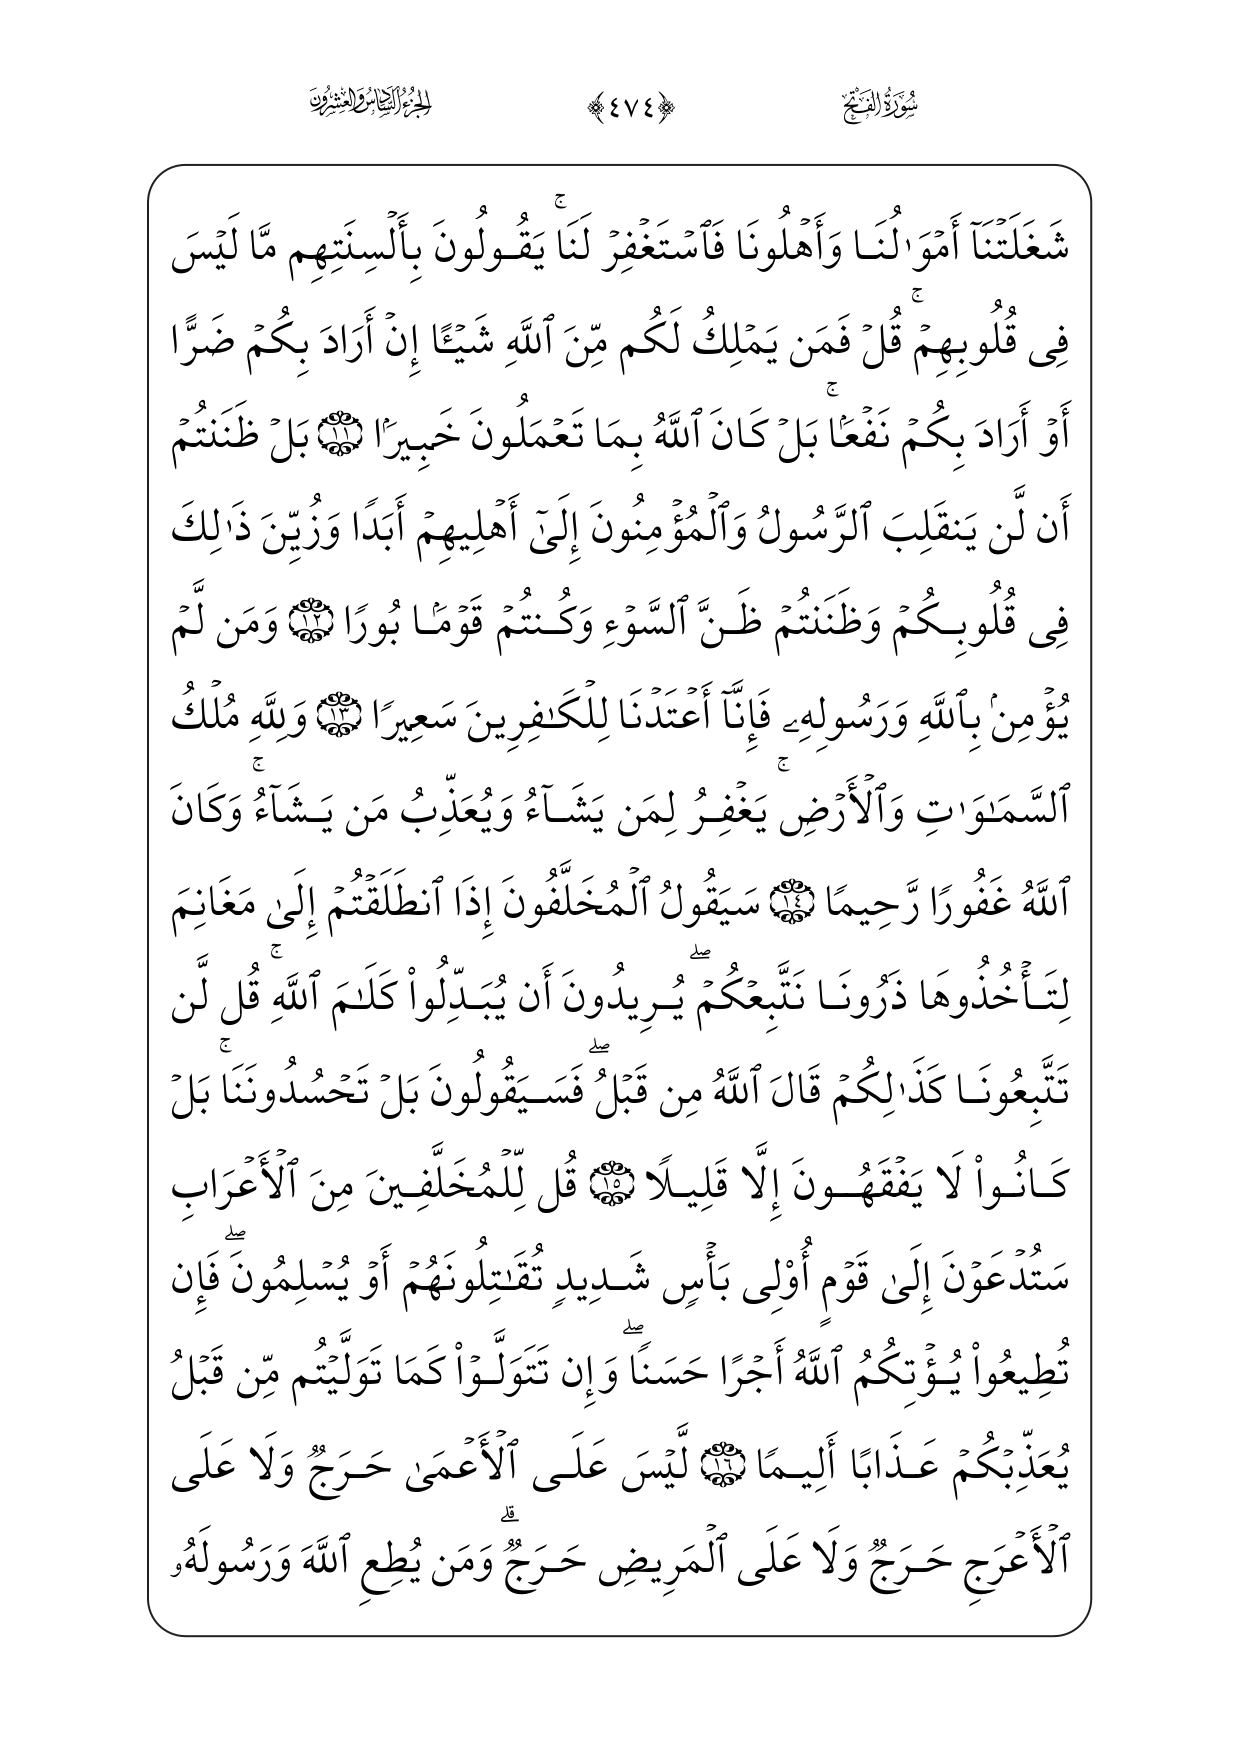 سُورَةُ الفَتْحِ ﴿٤٧٤﴾ الجُزْءُ السَّادِسُ وَالعِشْرُونَ
شَغَلَتۡنَآ أَمۡوَٰلُنَا وَأَهۡلُونَا فَٱسۡتَغۡفِرۡ لَنَاۚ يَقُولُونَ بِأَلۡسِنَتِهِم مَّا لَيۡسَ
فِي قُلُوبِهِمۡۚ قُلۡ فَمَن يَمۡلِكُ لَكُم مِّنَ ٱللَّهِ شَيۡـًٔا إِنۡ أَرَادَ بِكُمۡ ضَرًّا
أَوۡ أَرَادَ بِكُمۡ نَفۡعَۢاۚ بَلۡ كَانَ ٱللَّهُ بِمَا تَعۡمَلُونَ خَبِيرَۢا ١١ بَلۡ ظَنَنتُمۡ
أَن لَّن يَنقَلِبَ ٱلرَّسُولُ وَٱلۡمُؤۡمِنُونَ إِلَىٰٓ أَهۡلِيهِمۡ أَبَدٗا وَزُيِّنَ ذَٰلِكَ
فِي قُلُوبِكُمۡ وَظَنَنتُمۡ ظَنَّ ٱلسَّوۡءِ وَكُنتُمۡ قَوۡمَۢا بُورٗا ١٢ وَمَن لَّمۡ
يُؤۡمِنۢ بِٱللَّهِ وَرَسُولِهِۦ فَإِنَّآ أَعۡتَدۡنَا لِلۡكَٰفِرِينَ سَعِيرٗا ١٣ وَلِلَّهِ مُلۡكُ
ٱلسَّمَٰوَٰتِ وَٱلۡأَرۡضِۚ يَغۡفِرُ لِمَن يَشَآءُ وَيُعَذِّبُ مَن يَشَآءُۚ وَكَانَ
ٱللَّهُ غَفُورٗا رَّحِيمٗا ١٤ سَيَقُولُ ٱلۡمُخَلَّفُونَ إِذَا ٱنطَلَقۡتُمۡ إِلَىٰ مَغَانِمَ
لِتَأۡخُذُوهَا ذَرُونَا نَتَّبِعۡكُمۡۖ يُرِيدُونَ أَن يُبَدِّلُواْ كَلَٰمَ ٱللَّهِۚ قُل لَّن
تَتَّبِعُونَا كَذَٰلِكُمۡ قَالَ ٱللَّهُ مِن قَبۡلُۖ فَسَيَقُولُونَ بَلۡ تَحۡسُدُونَنَاۚ بَلۡ
كَانُواْ لَا يَفۡقَهُونَ إِلَّا قَلِيلٗا ١٥ قُل لِّلۡمُخَلَّفِينَ مِنَ ٱلۡأَعۡرَابِ
سَتُدۡعَوۡنَ إِلَىٰ قَوۡمٍ أُوْلِي بَأۡسٖ شَدِيدٖ تُقَٰتِلُونَهُمۡ أَوۡ يُسۡلِمُونَۖ فَإِن
تُطِيعُواْ يُؤۡتِكُمُ ٱللَّهُ أَجۡرًا حَسَنٗاۖ وَإِن تَتَوَلَّوۡاْ كَمَا تَوَلَّيۡتُم مِّن قَبۡلُ
يُعَذِّبۡكُمۡ عَذَابًا أَلِيمٗا ١٦ لَّيۡسَ عَلَى ٱلۡأَعۡمَىٰ حَرَجٞ وَلَا عَلَى
ٱلۡأَعۡرَجِ حَرَجٞ وَلَا عَلَى ٱلۡمَرِيضِ حَرَجٞۗ وَمَن يُطِعِ ٱللَّهَ وَرَسُولَهُۥ